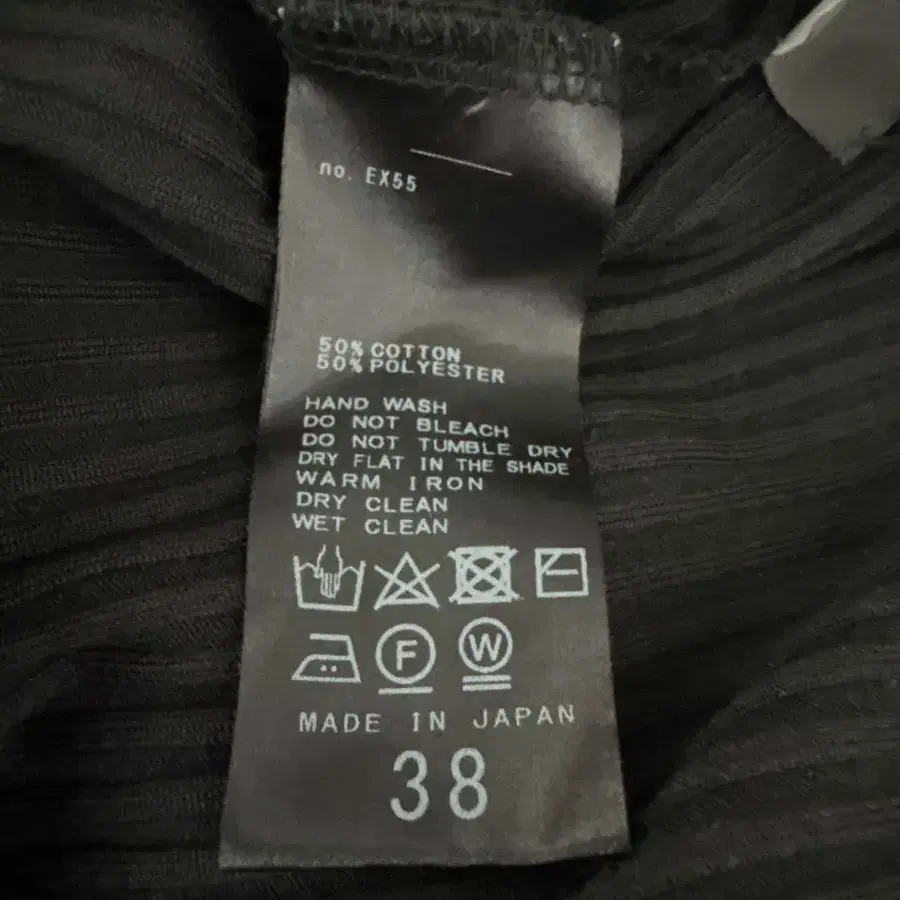 no. EX55
50% COTTON
50% POLYESTER
HAND WASH
DO NOT BLEACH
DO NOT TUMBLE DRY
DRY FLAT IN THE SHADE
WARM IRON
DRY CLEAN
WET CLEAN
F W
MADE IN JAPAN
38